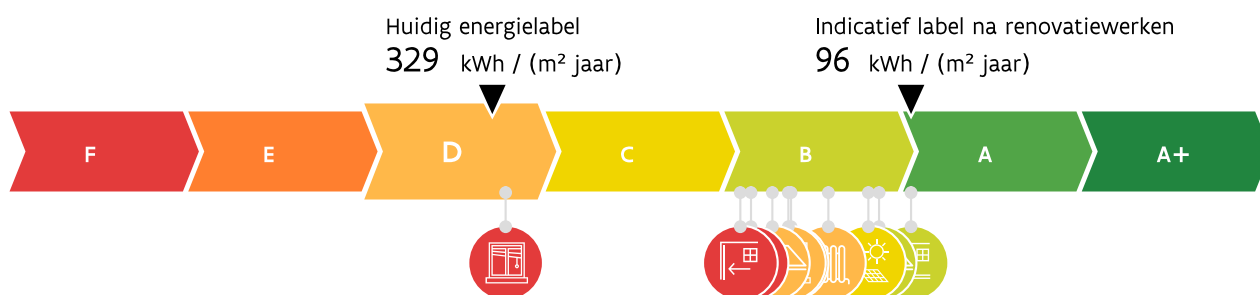 Huidig energielabel
329 kWh / (m² jaar)
Indicatief label na renovatiewerken
96 kWh / (m² jaar)
F E D C B A A+